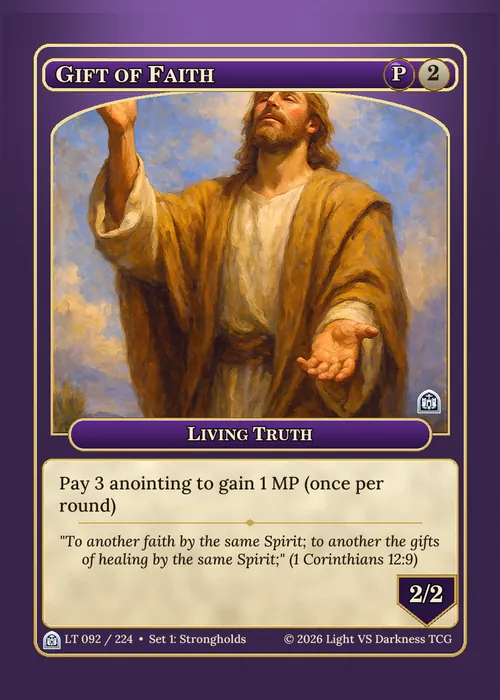 GIFT OF FAITH
P 2
LIVING TRUTH
Pay 3 anointing to gain 1 MP (once per
round)
"To another faith by the same Spirit; to another the gifts
of healing by the same Spirit;" (1 Corinthians 12:9)
2/2
LT 092 / 224 • Set 1: Strongholds © 2026 Light VS Darkness TCG